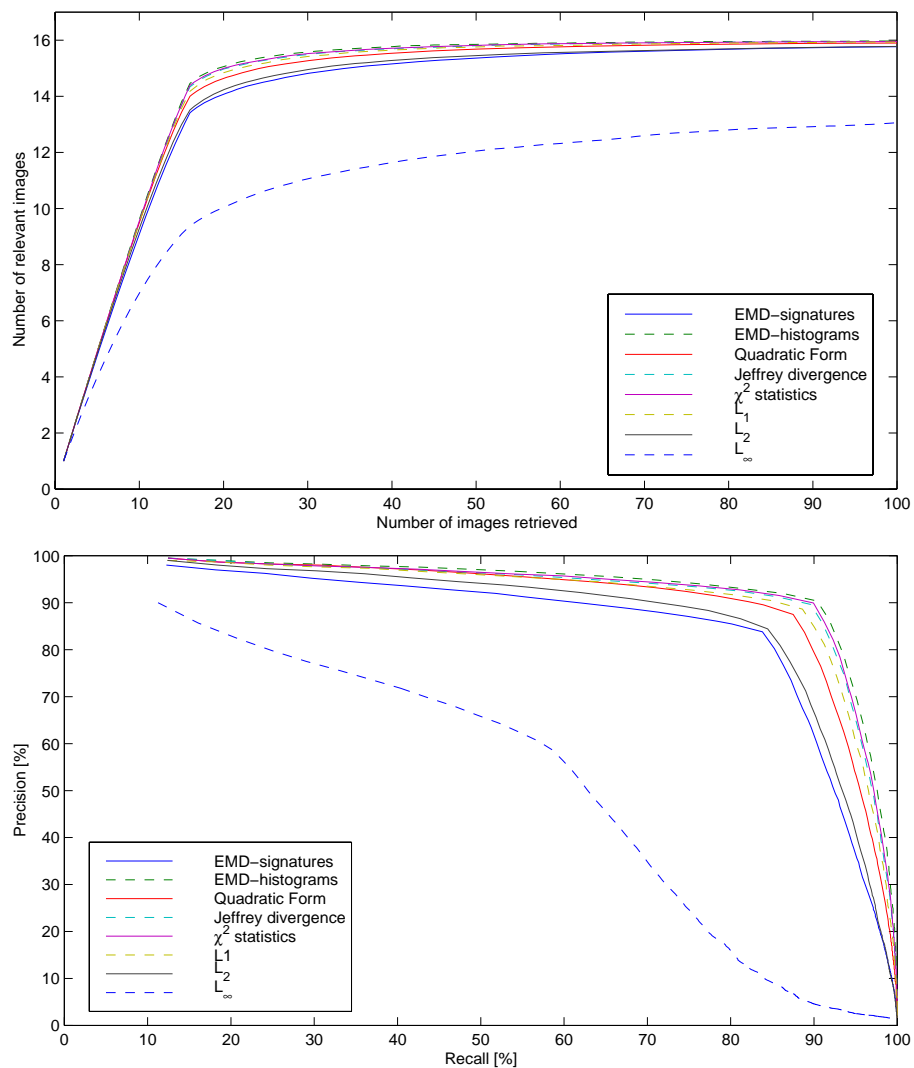 16
14
12
10
8
6
4
2
0
Number of relevant images
EMD−signatures
EMD−histograms
Quadratic Form
Jeffrey divergence
χ² statistics
L₁
L₂
L∞
0 10 20 30 40 50 60 70 80 90 100
Number of images retrieved
100
90
80
70
60
50
40
30
20
10
0
Precision [%]
EMD−signatures
EMD−histograms
Quadratic Form
Jeffrey divergence
χ² statistics
L1
L₂
L∞
0 10 20 30 40 50 60 70 80 90 100
Recall [%]